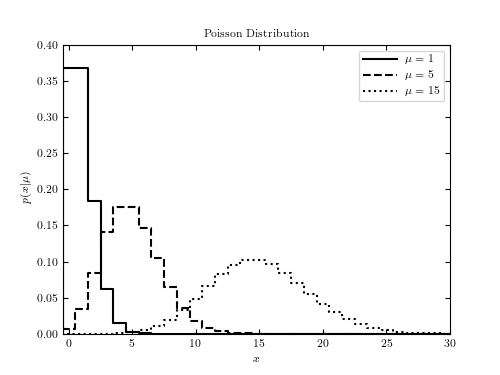 Poisson Distribution
0.40
0.35
0.30
0.25
0.20
0.15
0.10
0.05
0.00
p(x|μ)
μ = 1
μ = 5
μ = 15
0 5 10 15 20 25 30
x